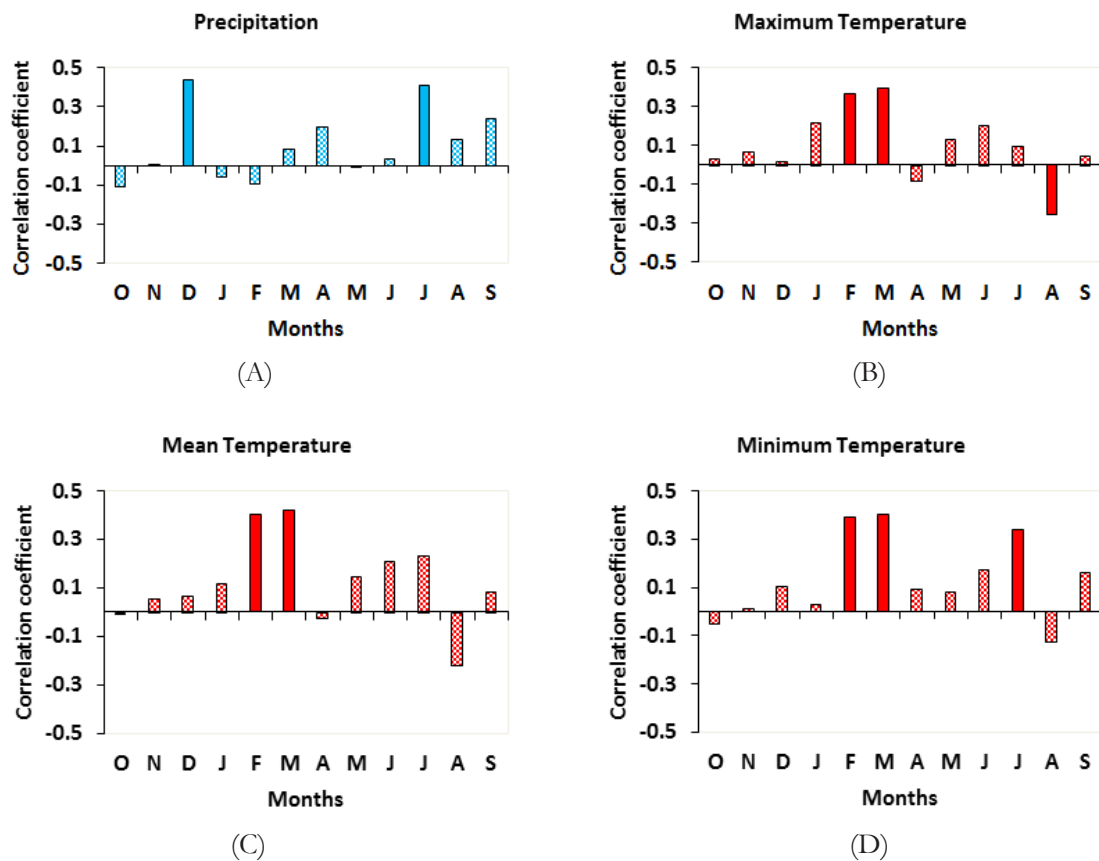 Precipitation
Correlation coefficient
0.5
0.3
0.1
-0.1
-0.3
-0.5
O N D J F M A M J J A S
Months
(A)
Maximum Temperature
Correlation coefficient
0.5
0.3
0.1
-0.1
-0.3
-0.5
O N D J F M A M J J A S
Months
(B)
Mean Temperature
Correlation coefficient
0.5
0.3
0.1
-0.1
-0.3
-0.5
O N D J F M A M J J A S
Months
(C)
Minimum Temperature
Correlation coefficient
0.5
0.3
0.1
-0.1
-0.3
-0.5
O N D J F M A M J J A S
Months
(D)